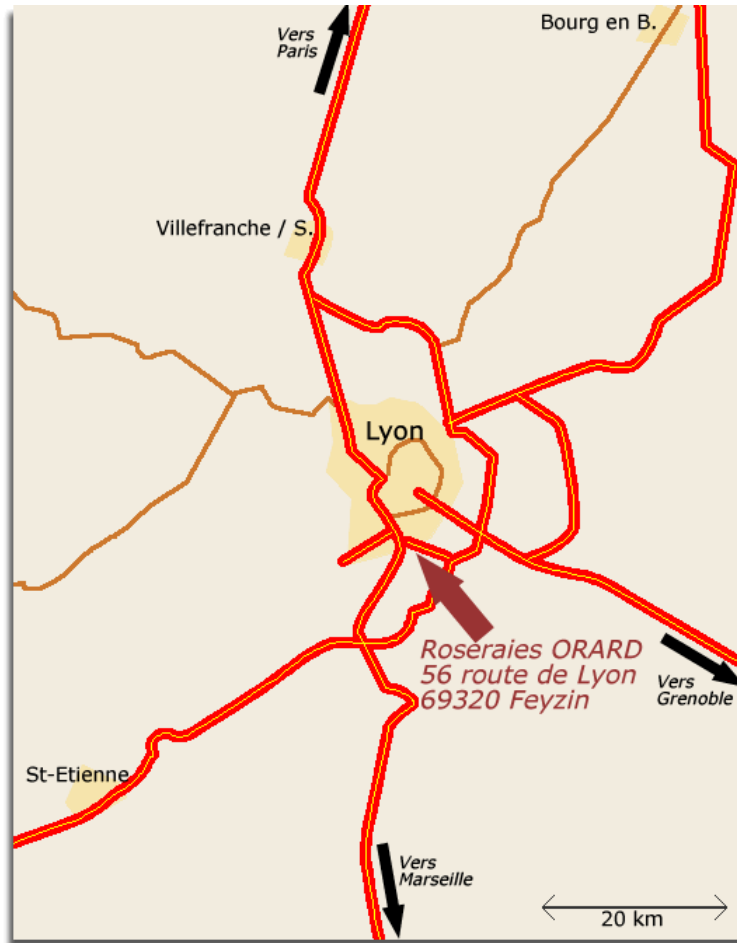 Vers
Paris
Bourg en B.
Villefranche / S.
Lyon
Roseraies ORARD
56 route de Lyon
69320 Feyzin
Vers
Grenoble
St-Etienne
Vers
Marseille
20 km